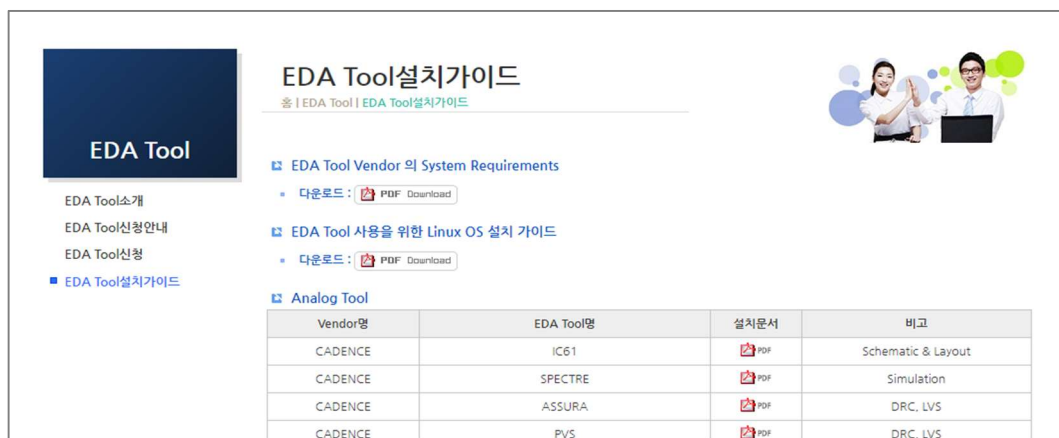 EDA Tool
EDA Tool소개
EDA Tool신청안내
EDA Tool신청
EDA Tool설치가이드
EDA Tool설치가이드
홈 | EDA Tool | EDA Tool설치가이드
EDA Tool Vendor 의 System Requirements
다운로드 : PDF Download
EDA Tool 사용을 위한 Linux OS 설치 가이드
다운로드 : PDF Download
Analog Tool
Vendor명 EDA Tool명 설치문서 비고
CADENCE IC61 PDF Schematic & Layout
CADENCE SPECTRE PDF Simulation
CADENCE ASSURA PDF DRC, LVS
CADENCE PVS PDF DRC, LVS